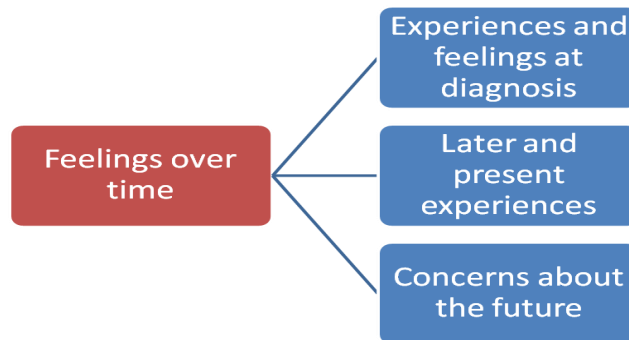 Feelings over
time
Experiences and
feelings at
diagnosis
Later and
present
experiences
Concerns about
the future